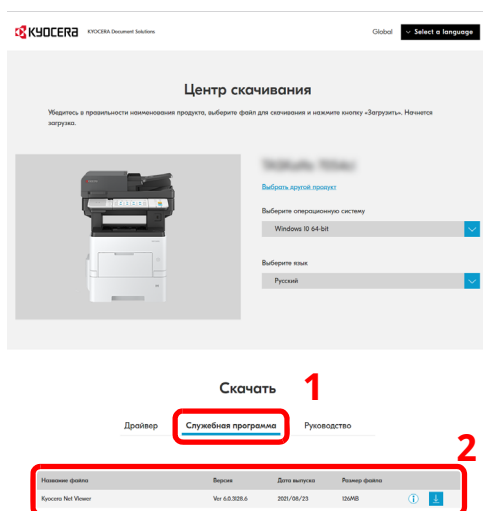 KYOCERA KYOCERA Document Solutions Global Select a language
Центр скачивания
Убедитесь в правильности наименования продукта, выберите файл для скачивания и нажмите кнопку «Загрузить». Начнется
загрузка.
Выбрать другой продукт
Выберите операционную систему
Windows 10 64-bit
Выберите язык
Русский
Скачать
1
Драйвер Служебная программа Руководство
2
Название файла Версия Дата выпуска Размер файла
Kyocera Net Viewer Ver 6.0.3128.6 2021/08/23 126MB